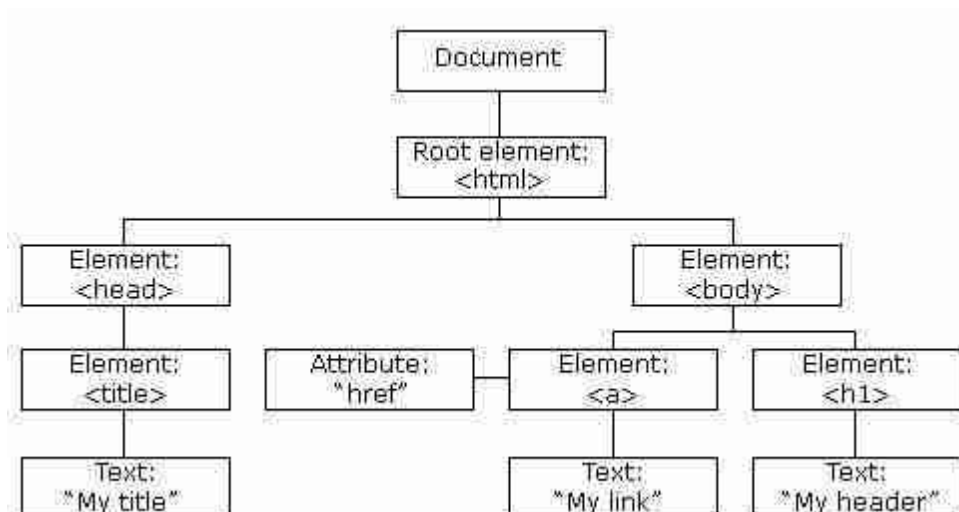 Document
Root element:
<html>
Element:
<head>
Element:
<body>
Element:
<title>
Attribute:
"href"
Element:
<a>
Element:
<h1>
Text:
"My title"
Text:
"My link"
Text:
"My header"